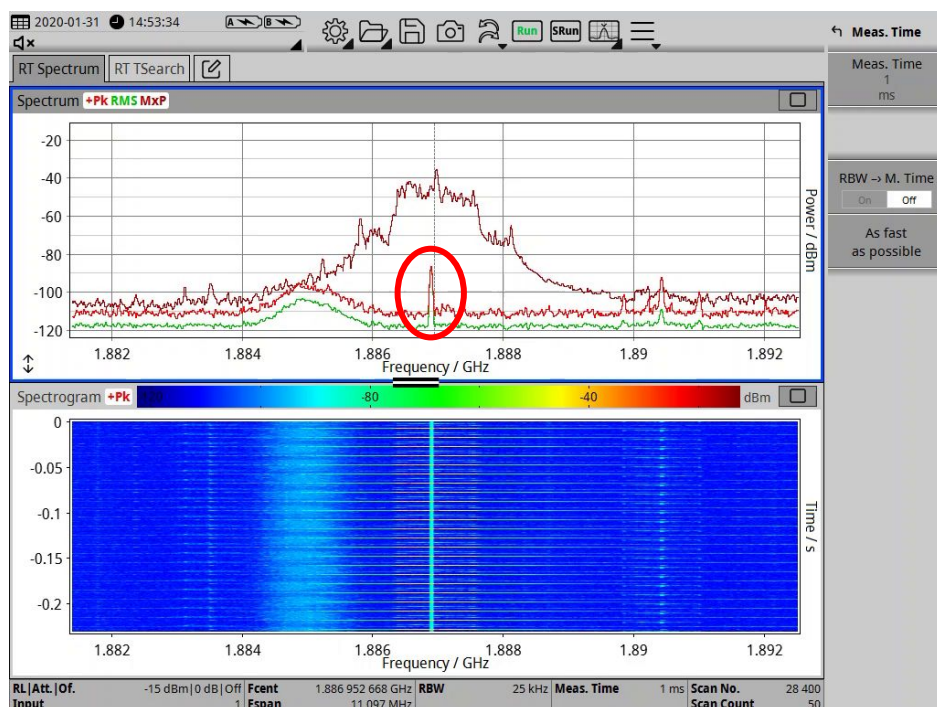 2020-01-31 14:53:34 A B Run SRun
Meas. Time
RT Spectrum RT TSearch
Meas. Time
1
ms
Spectrum +Pk RMS MxP
-20
-40
-60
-80
-100
-120
Power / dBm
1.882 1.884 1.886 1.888 1.89 1.892
Frequency / GHz
RBW -> M. Time
On Off
As fast
as possible
Spectrogram +Pk -80 -40 dBm
0
-0.05
-0.1
-0.15
-0.2
Time / s
1.882 1.884 1.886 1.888 1.89 1.892
Frequency / GHz
RL|Att.|Of. -15 dBm|0 dB|Off Fcent 1.886 952 668 GHz RBW 25 kHz Meas. Time 1 ms Scan No. 28 400
Input 1 Fspan 11.097 MHz Scan Count 50